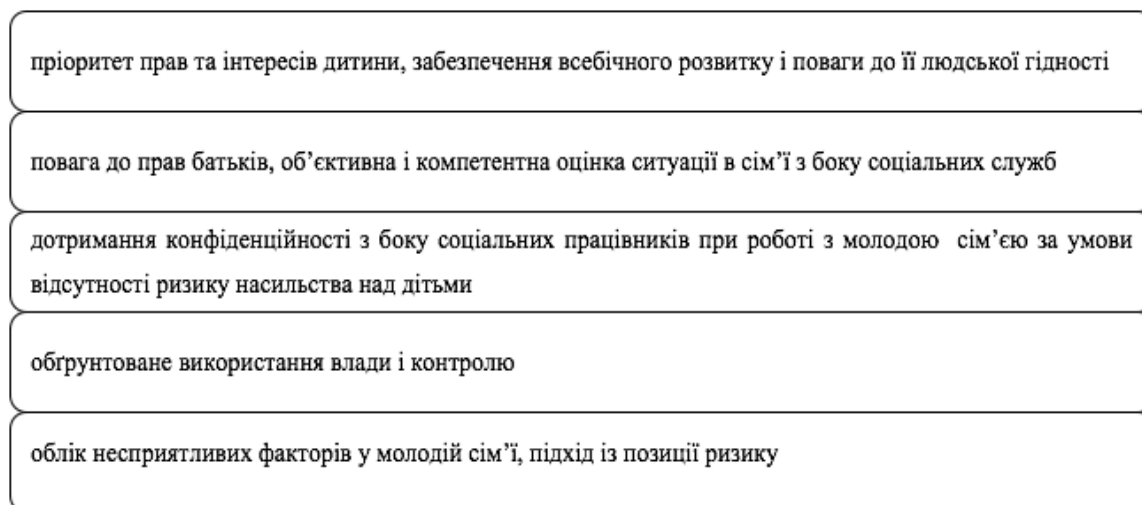 пріоритет прав та інтересів дитини, забезпечення всебічного розвитку і поваги до її людської гідності
повага до прав батьків, об’єктивна і компетентна оцінка ситуації в сім’ї з боку соціальних служб
дотримання конфіденційності з боку соціальних працівників при роботі з молодою сім’єю за умови
відсутності ризику насильства над дітьми
обґрунтоване використання влади і контролю
облік несприятливих факторів у молодій сім’ї, підхід із позиції ризику